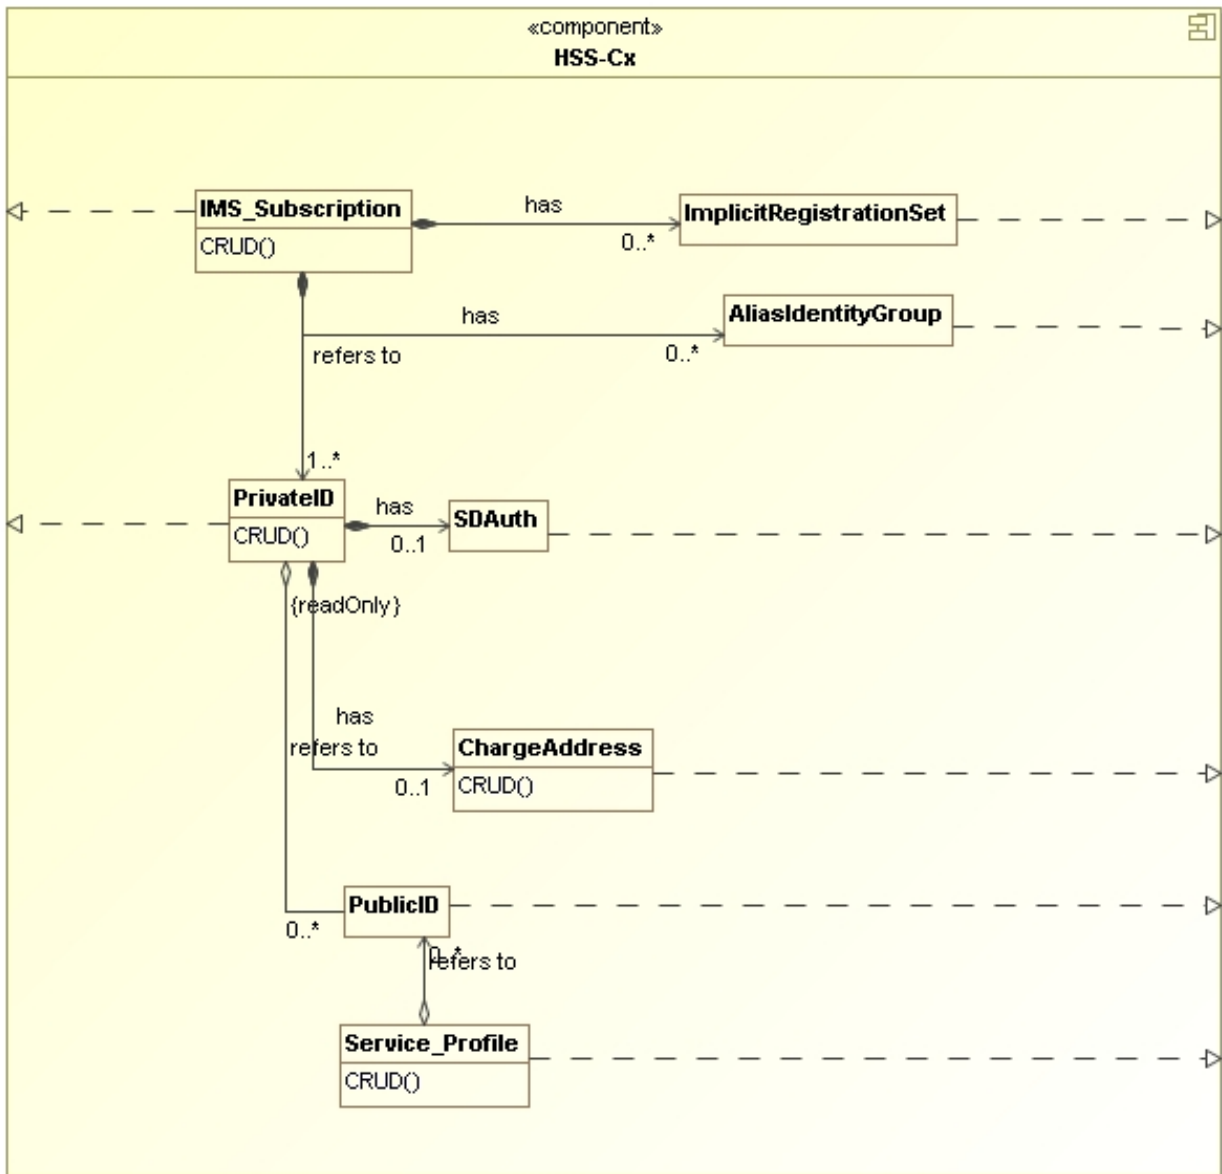 «component»
HSS-Cx
IMS_Subscription
CRUD()
has
0..*
ImplicitRegistrationSet
has
0..*
AliasIdentityGroup
refers to
1..*
PrivateID
CRUD()
has
0..1
SDAuth
{readOnly}
has
refers to
0..1
ChargeAddress
CRUD()
0..*
PublicID
0..*
refers to
Service_Profile
CRUD()